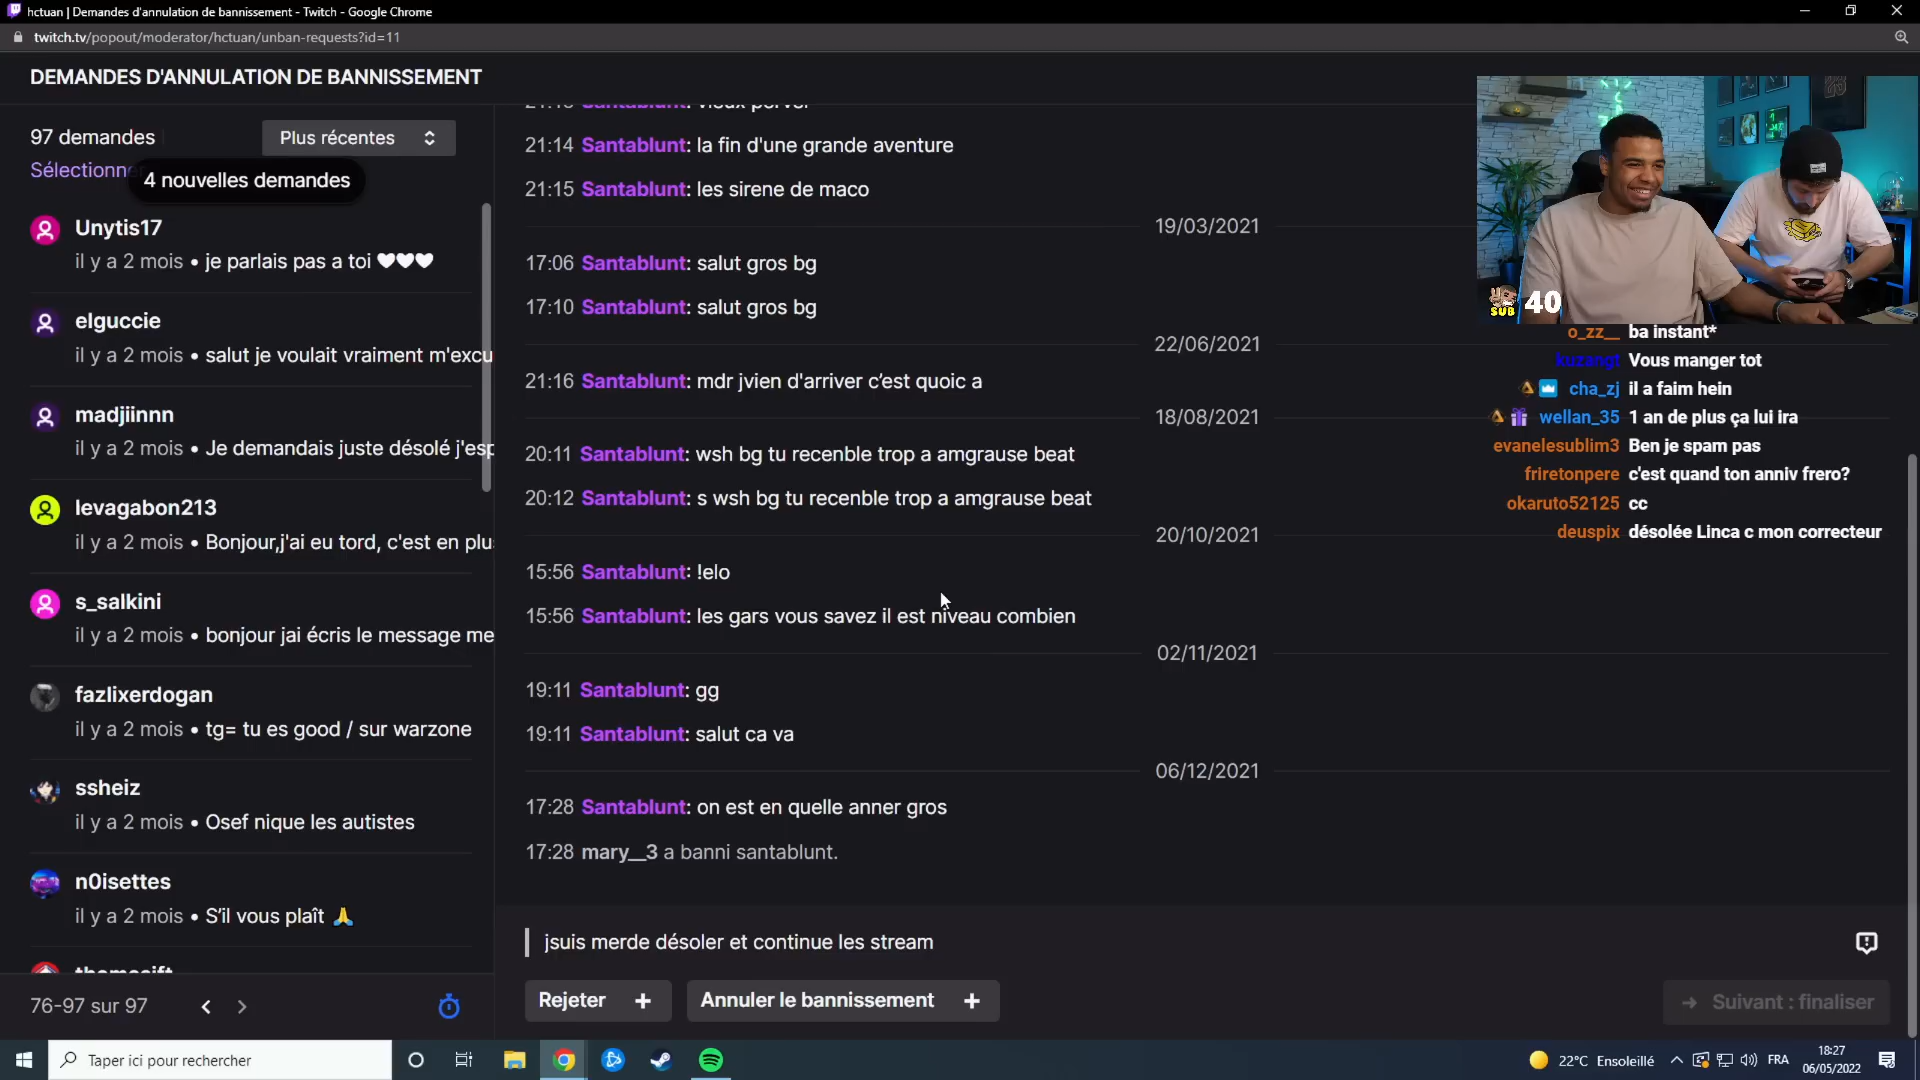 hctuan | Demandes d'annulation de bannissement - Twitch - Google Chrome
twitch.tv/popout/moderator/hctuan/unban-requests?id=11
DEMANDES D'ANNULATION DE BANNISSEMENT
97 demandes
Plus récentes
Sélectionne
4 nouvelles demandes
Unytis17
il y a 2 mois • je parlais pas a toi 🤍🤍🤍
elguccie
il y a 2 mois • salut je voulait vraiment m'excu
madjiinnn
il y a 2 mois • Je demandais juste désolé j'esp
levagabon213
il y a 2 mois • Bonjour,j'ai eu tord, c'est en plu
s_salkini
il y a 2 mois • bonjour jai écris le message me
fazlixerdogan
il y a 2 mois • tg= tu es good / sur warzone
ssheiz
il y a 2 mois • Osef nique les autistes
n0isettes
il y a 2 mois • S'il vous plaît 🙏
76-97 sur 97
Santablunt:
21:14 Santablunt: la fin d'une grande aventure
21:15 Santablunt: les sirene de maco
19/03/2021
17:06 Santablunt: salut gros bg
17:10 Santablunt: salut gros bg
22/06/2021
21:16 Santablunt: mdr jvien d'arriver c'est quoic a
18/08/2021
20:11 Santablunt: wsh bg tu recenble trop a amgrause beat
20:12 Santablunt: s wsh bg tu recenble trop a amgrause beat
20/10/2021
15:56 Santablunt: !elo
15:56 Santablunt: les gars vous savez il est niveau combien
02/11/2021
19:11 Santablunt: gg
19:11 Santablunt: salut ca va
06/12/2021
17:28 Santablunt: on est en quelle anner gros
17:28 mary__3 a banni santablunt.
jsuis merde désoler et continue les stream
Rejeter +
Annuler le bannissement +
→ Suivant : finaliser
SUB 40
o_zz__ ba instant*
kuzangt Vous manger tot
cha_zj il a faim hein
wellan_35 1 an de plus ça lui ira
evanelesublim3 Ben je spam pas
friretonpere c'est quand ton anniv frero?
okaruto52125 cc
deuspix désolée Linca c mon correcteur
Taper ici pour rechercher
22°C Ensoleillé
FRA
18:27
06/05/2022